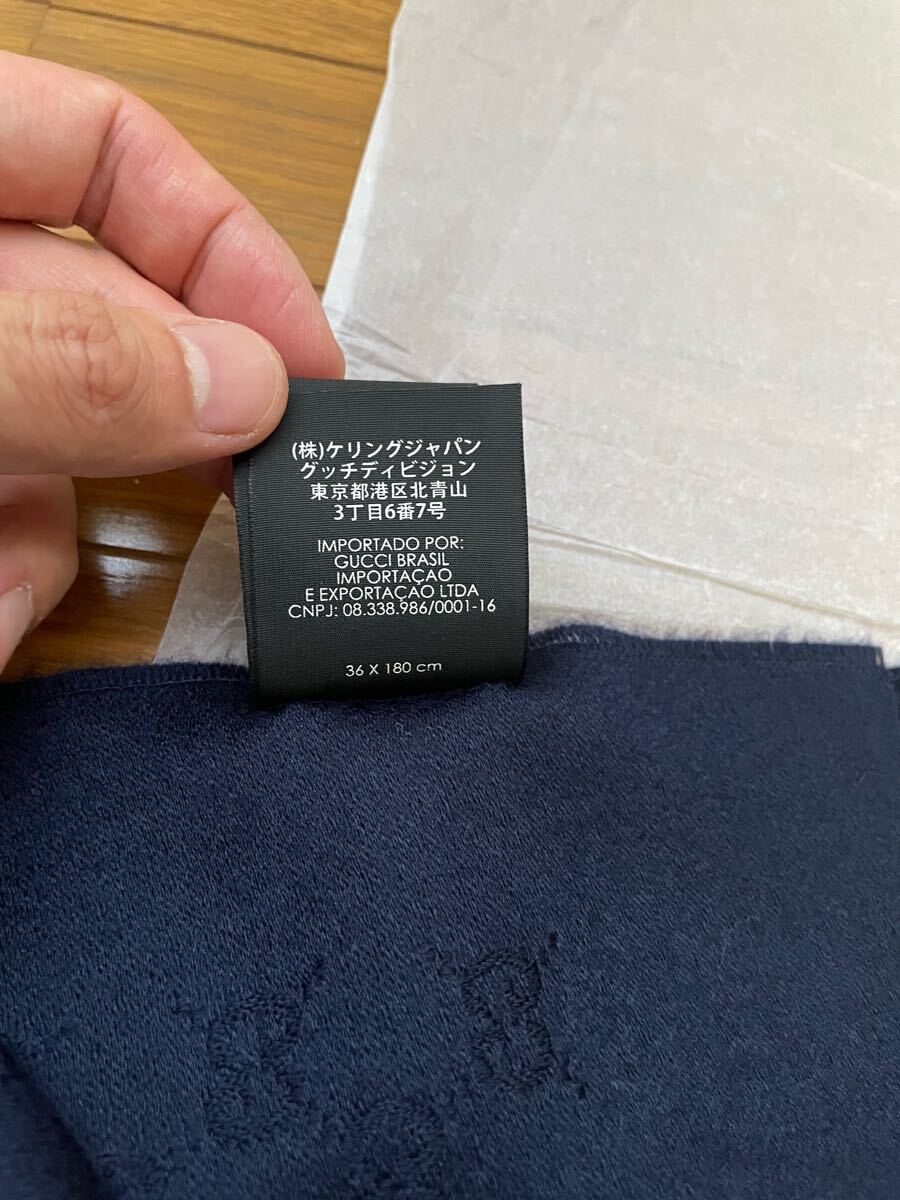 (株)ケリングジャパン
グッチディビジョン
東京都港区北青山
3丁目6番7号
IMPORTADO POR:
GUCCI BRASIL
IMPORTAÇAO
E EXPORTAÇAO LTDA
CNPJ: 08.338.986/0001-16
36 X 180 cm